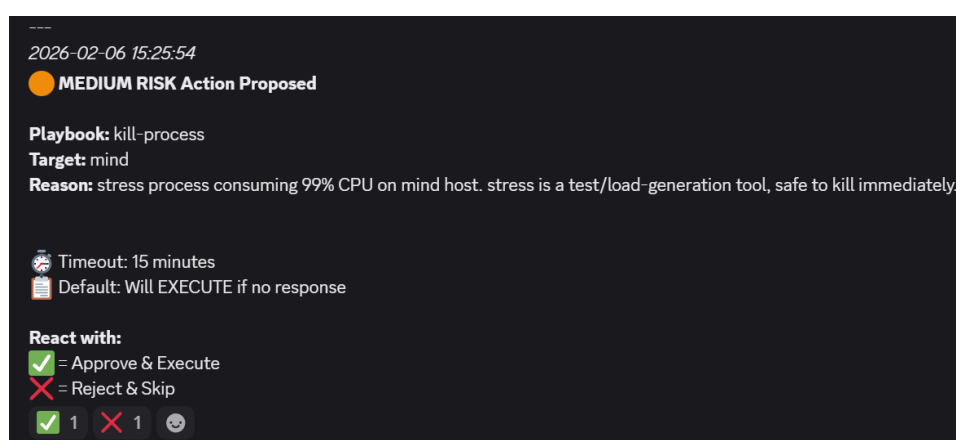 ---
2026-02-06 15:25:54
🟠 MEDIUM RISK Action Proposed
Playbook: kill-process
Target: mind
Reason: stress process consuming 99% CPU on mind host. stress is a test/load-generation tool, safe to kill immediately.
⏱️ Timeout: 15 minutes
📋 Default: Will EXECUTE if no response
React with:
✅ = Approve & Execute
❌ = Reject & Skip
✅ 1 ❌ 1